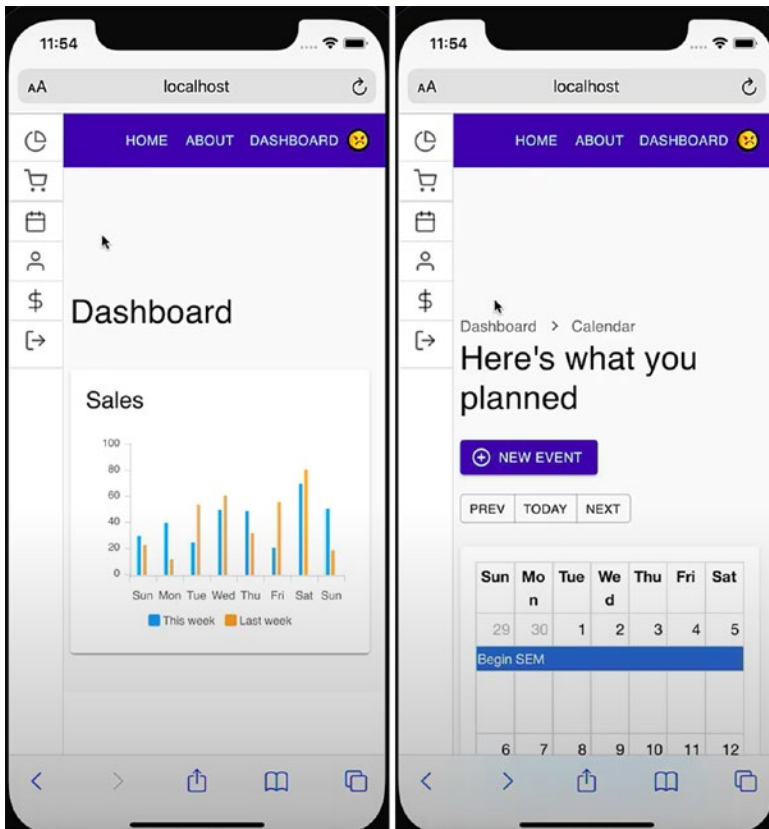 11:54
AA localhost
HOME ABOUT DASHBOARD
Dashboard
Sales
100
80
60
40
20
0
Sun Mon Tue Wed Thu Fri Sat Sun
This week Last week
11:54
AA localhost
HOME ABOUT DASHBOARD
Dashboard > Calendar
Here's what you
planned
NEW EVENT
PREV TODAY NEXT
Sun Mo Tue We Thu Fri Sat
n d
29 30 1 2 3 4 5
Begin SEM
6 7 8 9 10 11 12